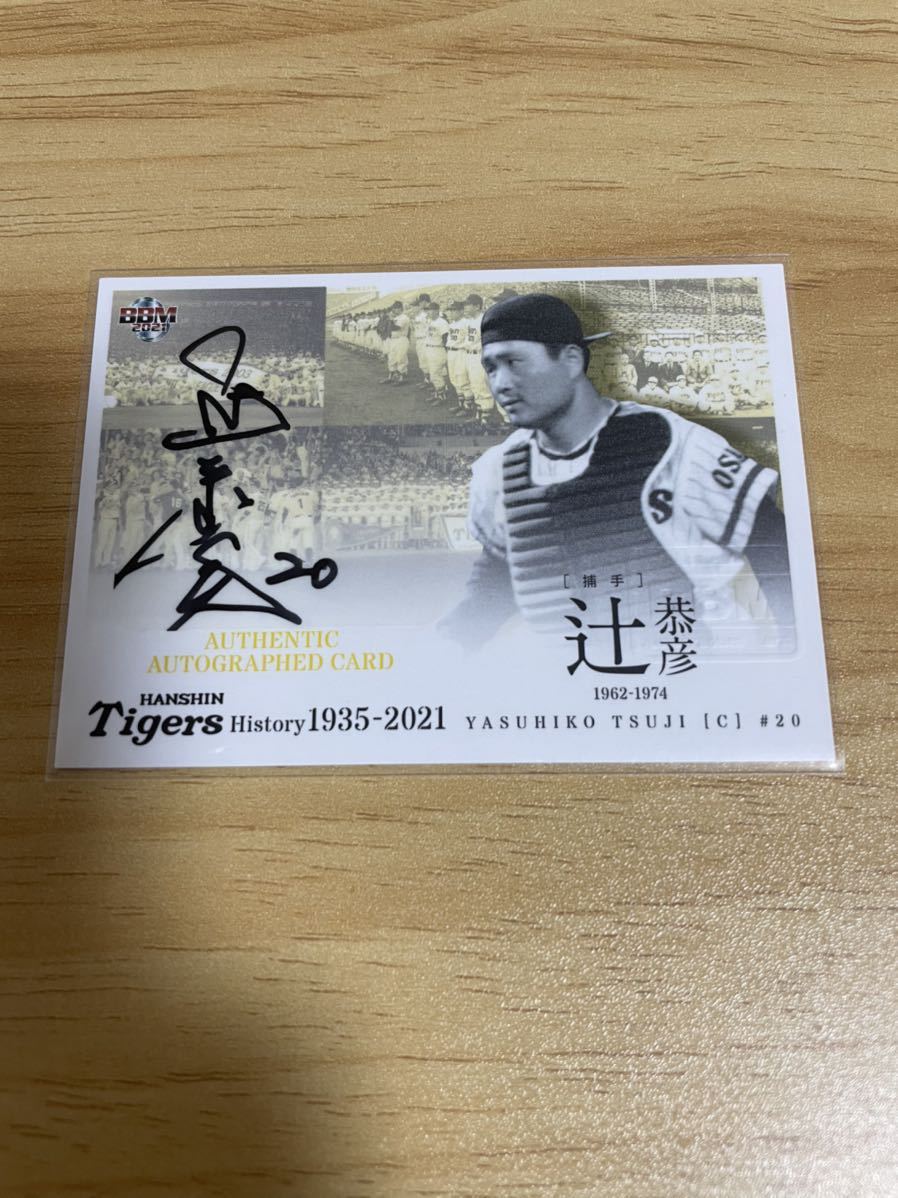 BBM
2021
20
AUTHENTIC
AUTOGRAPHED CARD
[捕手]
辻恭彦
1962-1974
HANSHIN
Tigers History 1935-2021
YASUHIKO TSUJI [C] #20